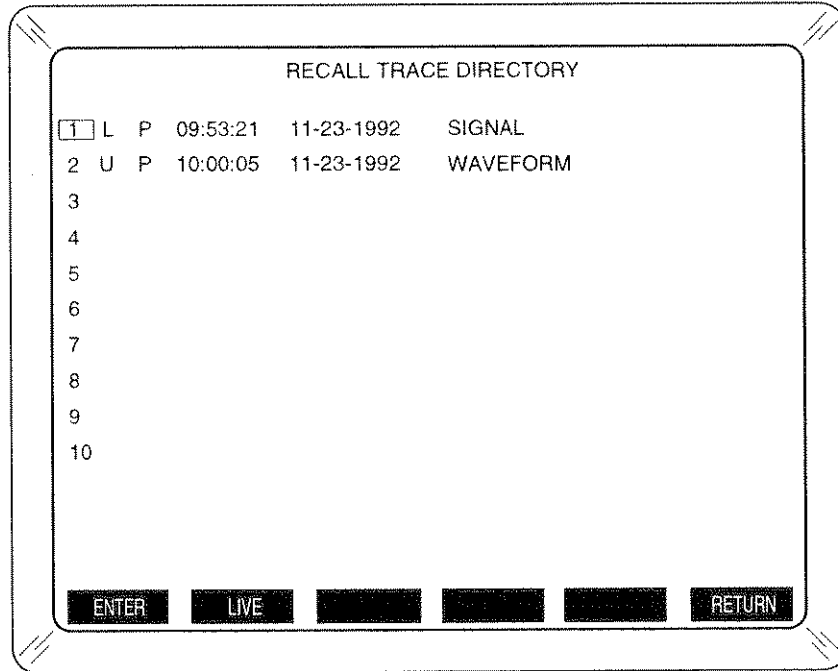 RECALL TRACE DIRECTORY
1 L P 09:53:21 11-23-1992 SIGNAL
2 U P 10:00:05 11-23-1992 WAVEFORM
3
4
5
6
7
8
9
10
ENTER LIVE RETURN